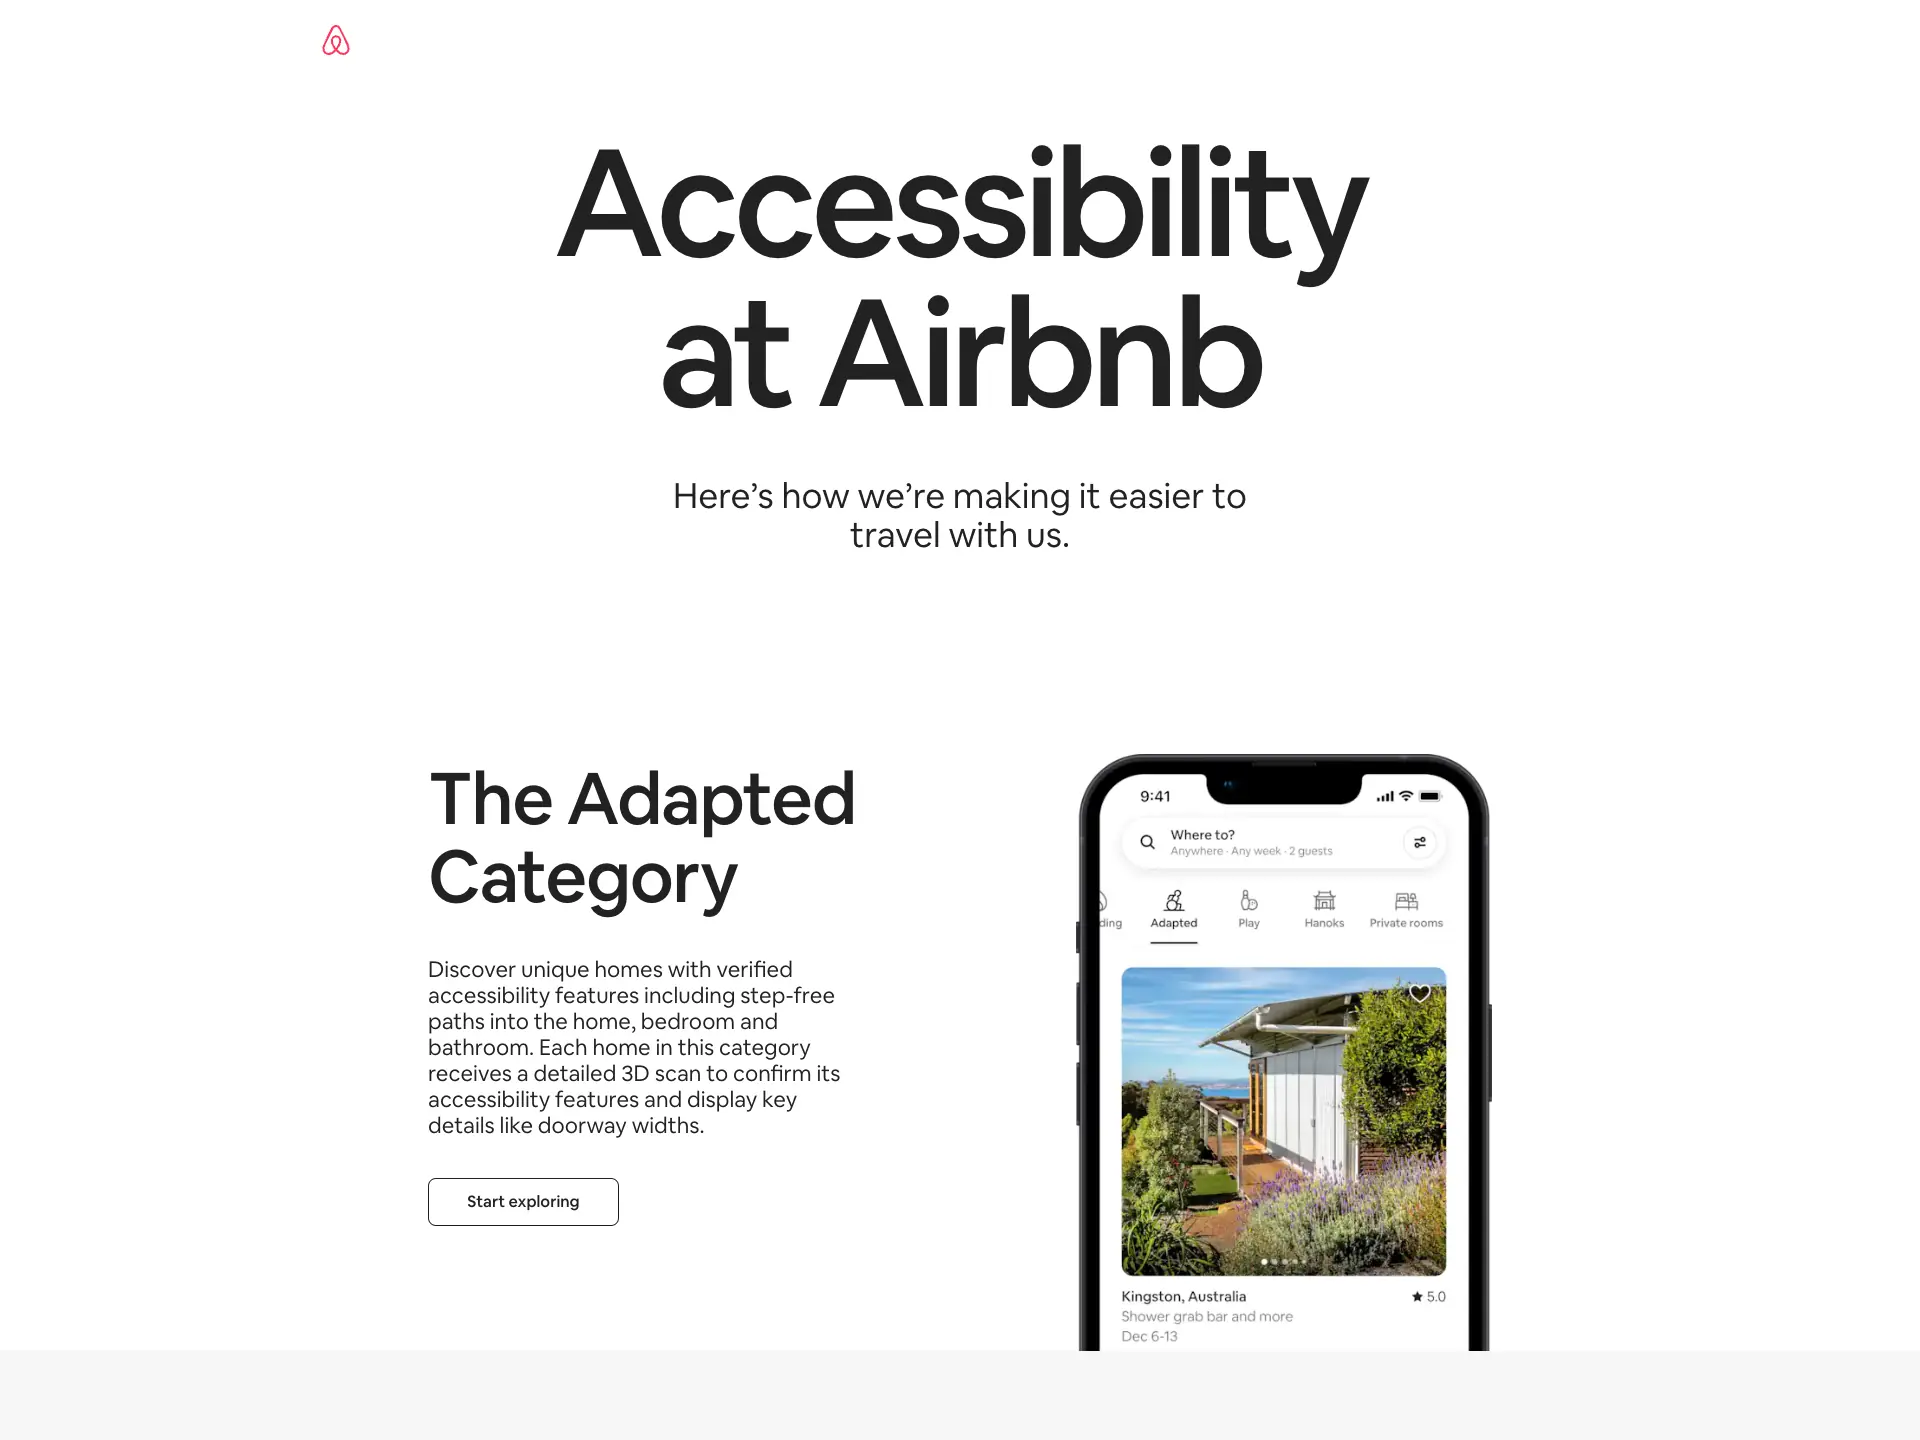 Accessibility
at Airbnb
Here’s how we’re making it easier to
travel with us.
The Adapted
Category
Discover unique homes with verified
accessibility features including step-free
paths into the home, bedroom and
bathroom. Each home in this category
receives a detailed 3D scan to confirm its
accessibility features and display key
details like doorway widths.
Start exploring
9:41
Where to?
Anywhere · Any week · 2 guests
ding Adapted Play Hanoks Private rooms
Kingston, Australia ★ 5.0
Shower grab bar and more
Dec 6-13